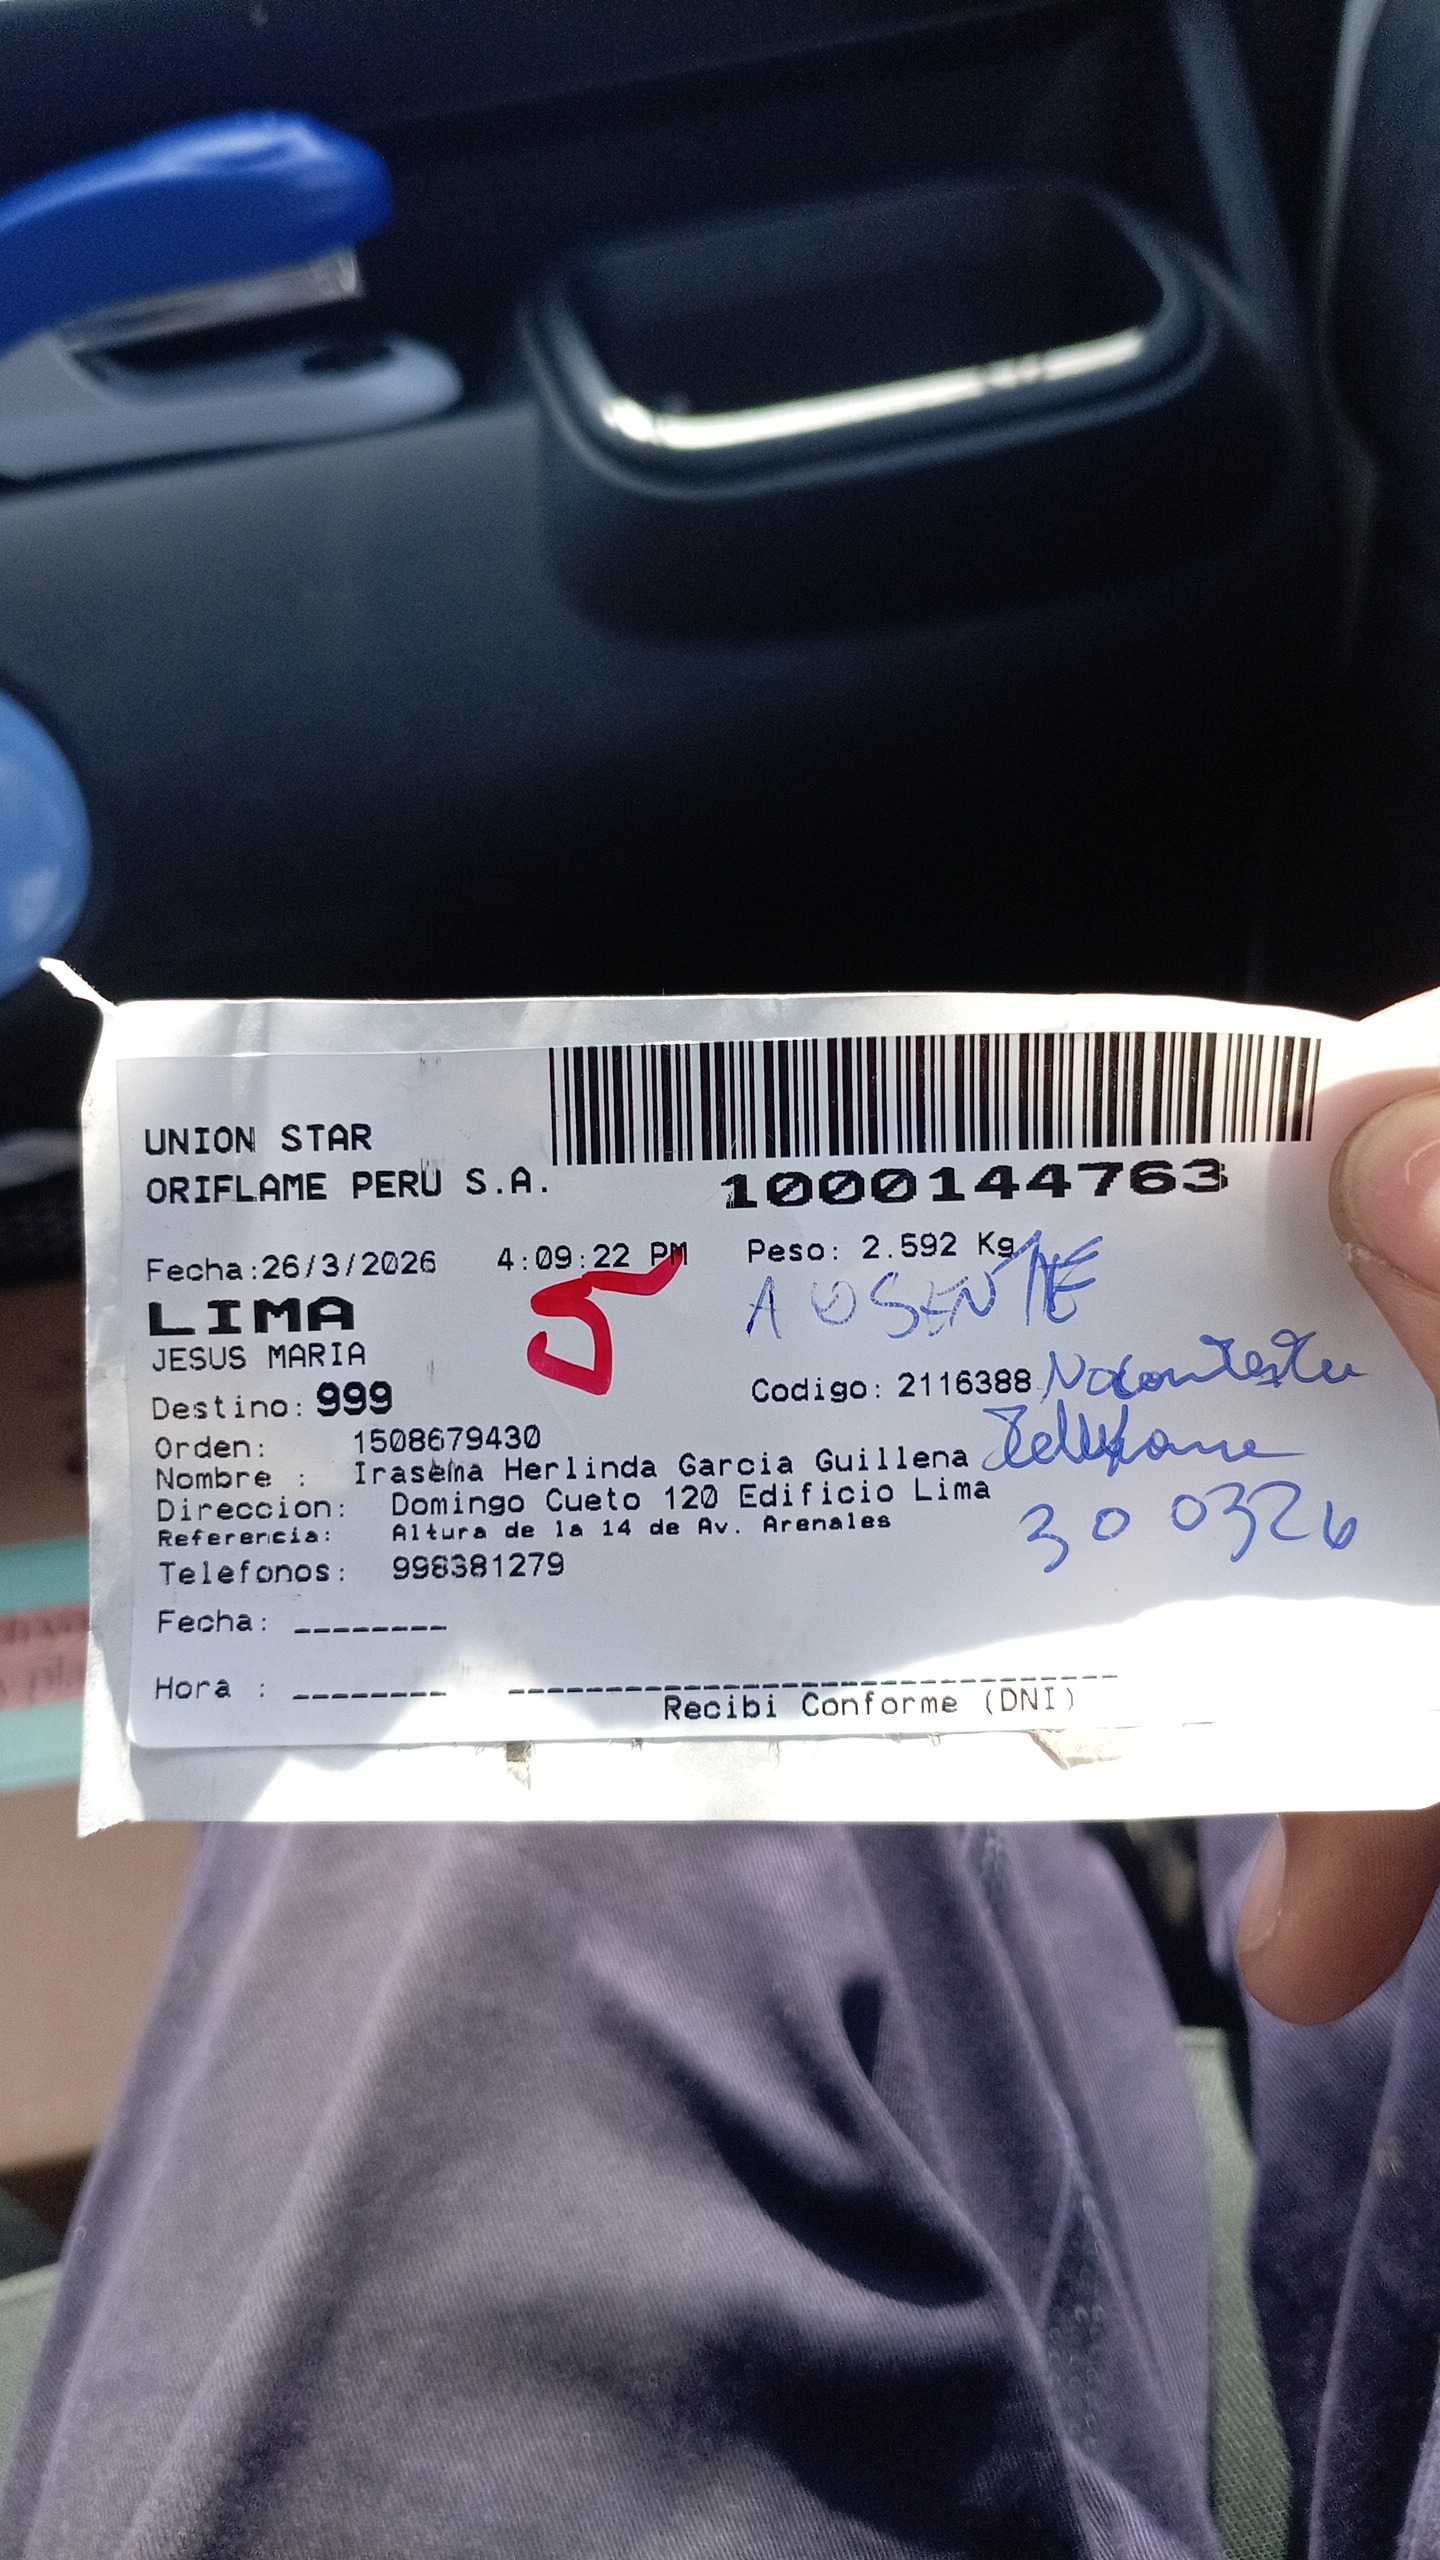 UNION STAR
ORIFLAME PERU S.A.
1000144763
Fecha:26/3/2026 4:09:22 PM Peso: 2.592 Kg
LIMA
AUSENTE
5
JESUS MARIA
Codigo: 2116388 No contesta
Destino: 999
Telefono
Orden: 1508679430
Nombre : Irasema Herlinda Garcia Guillena
Direccion: Domingo Cueto 120 Edificio Lima
300326
Referencia: Altura de la 14 de Av. Arenales
Telefonos: 998381279
Fecha: ________
Hora : ________
Recibi Conforme (DNI)